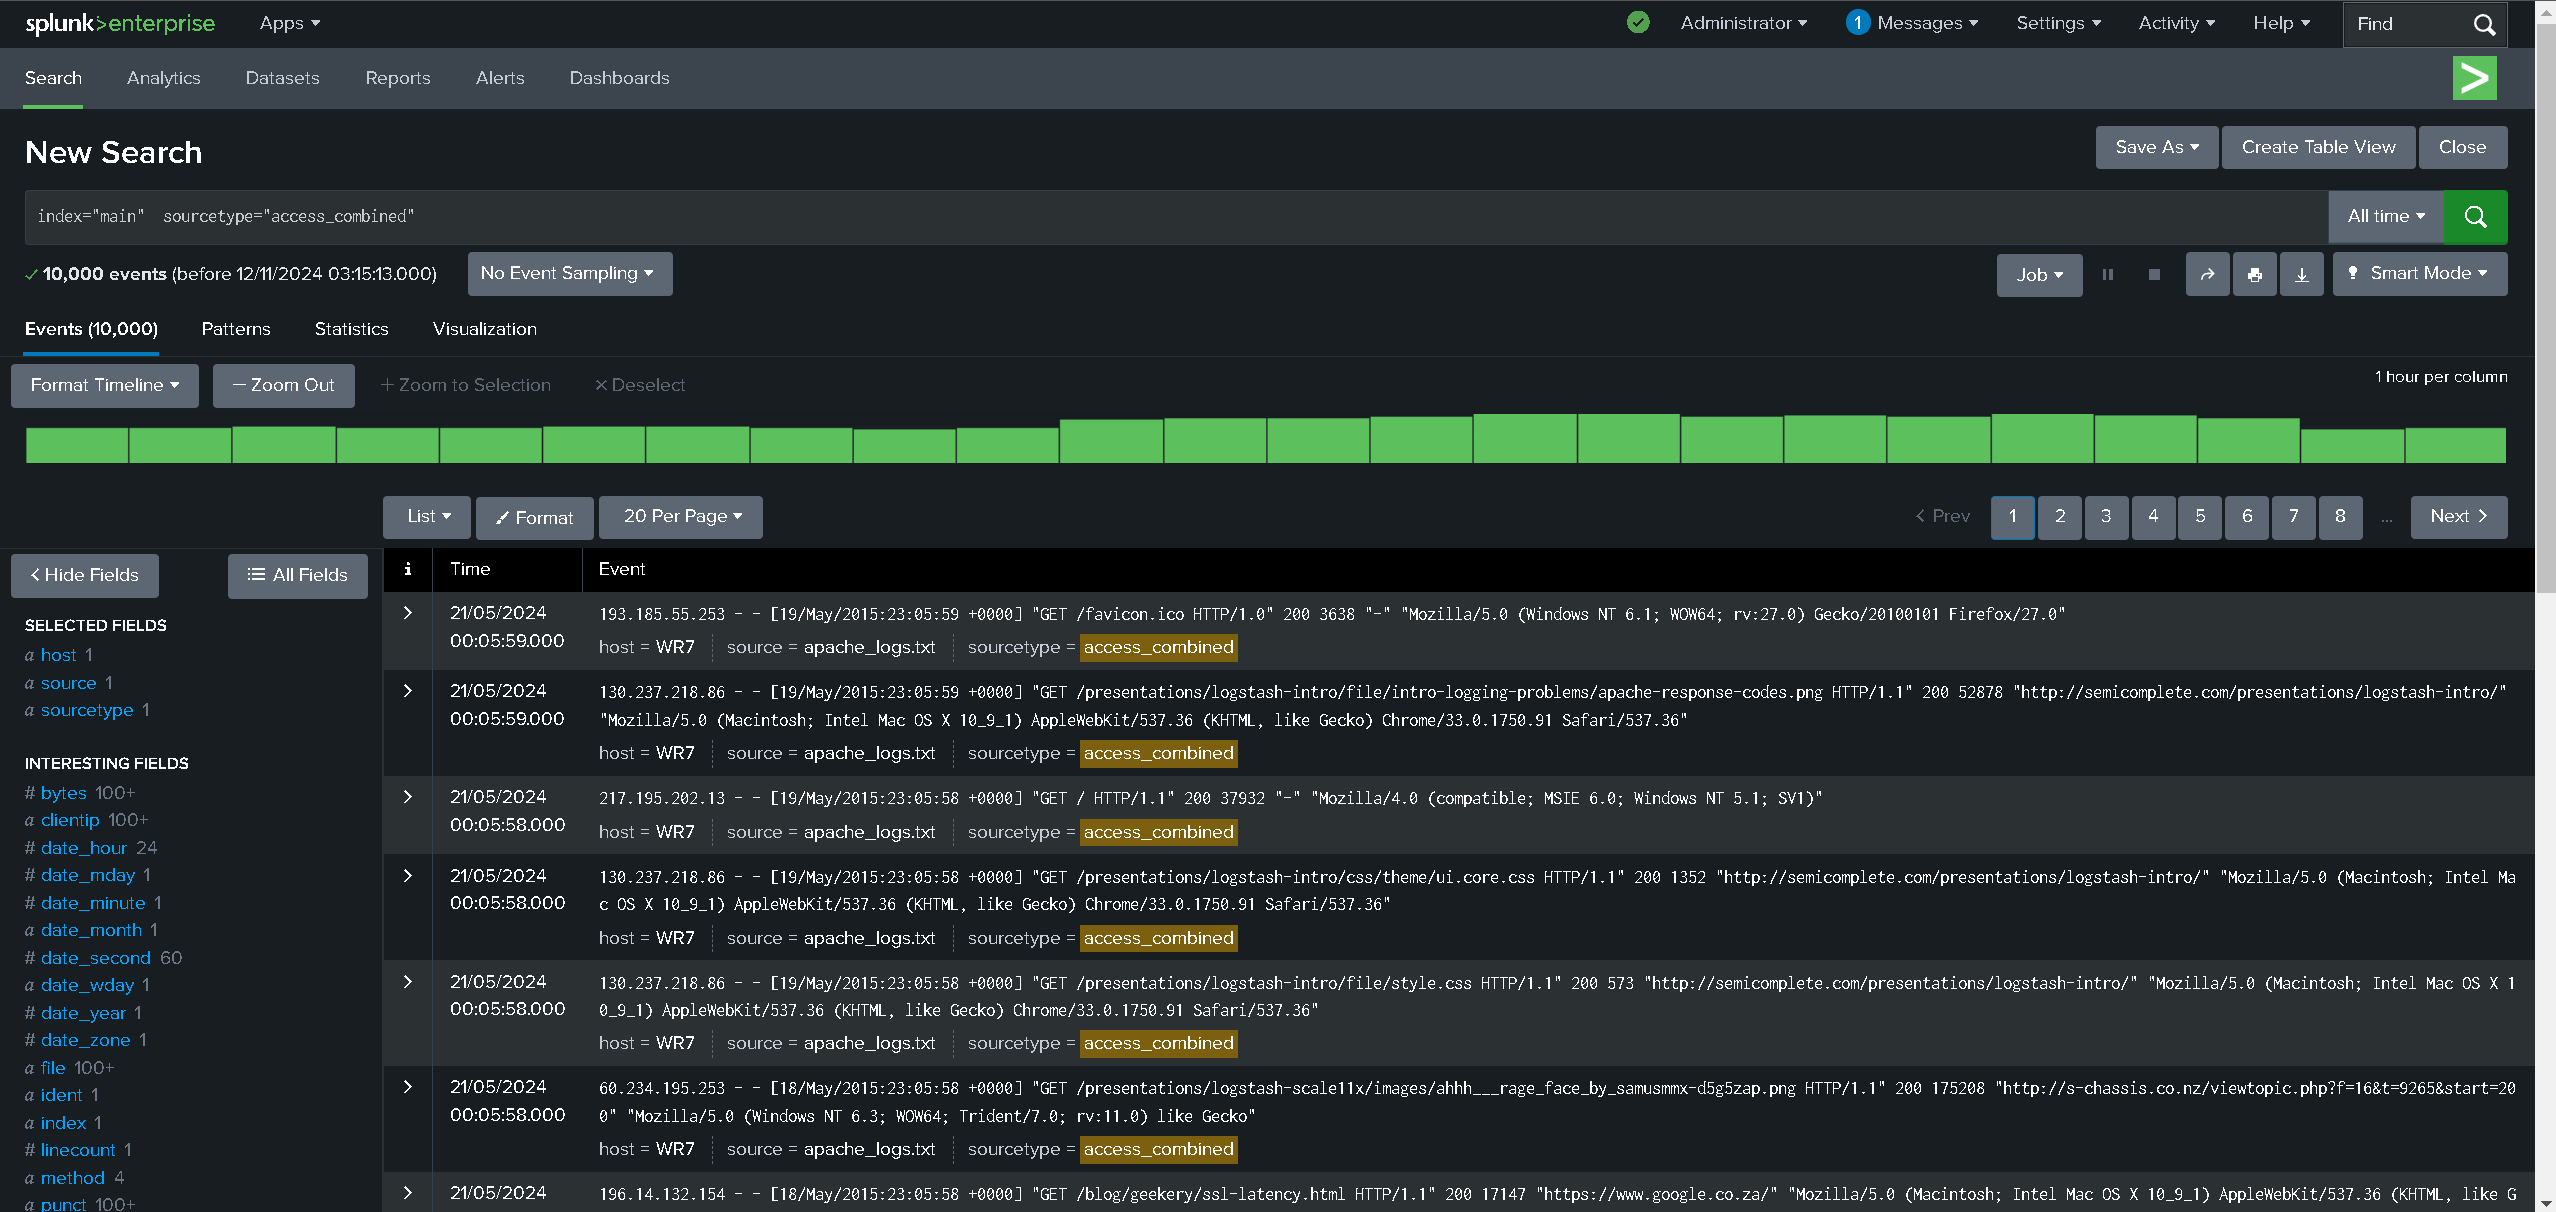 splunk>enterprise Apps Administrator 1 Messages Settings Activity Help Find
Search Analytics Datasets Reports Alerts Dashboards >
New Search Save As Create Table View Close
index="main" sourcetype="access_combined" All time
10,000 events (before 12/11/2024 03:15:13.000) No Event Sampling Job Smart Mode
Events (10,000) Patterns Statistics Visualization
Format Timeline — Zoom Out + Zoom to Selection × Deselect 1 hour per column
List Format 20 Per Page < Prev 1 2 3 4 5 6 7 8 ... Next >
< Hide Fields All Fields
SELECTED FIELDS
a host 1
a source 1
a sourcetype 1
INTERESTING FIELDS
# bytes 100+
a clientip 100+
# date_hour 24
# date_mday 1
# date_minute 1
a date_month 1
# date_second 60
a date_wday 1
# date_year 1
# date_zone 1
a file 100+
a ident 1
a index 1
# linecount 1
a method 4
a punct 100+
i Time Event
> 21/05/2024 193.185.55.253 - - [19/May/2015:23:05:59 +0000] "GET /favicon.ico HTTP/1.0" 200 3638 "-" "Mozilla/5.0 (Windows NT 6.1; WOW64; rv:27.0) Gecko/20100101 Firefox/27.0"
00:05:59.000 host = WR7 source = apache_logs.txt sourcetype = access_combined
> 21/05/2024 130.237.218.86 - - [19/May/2015:23:05:59 +0000] "GET /presentations/logstash-intro/file/intro-logging-problems/apache-response-codes.png HTTP/1.1" 200 52878 "http://semicomplete.com/presentations/logstash-intro/"
00:05:59.000 "Mozilla/5.0 (Macintosh; Intel Mac OS X 10_9_1) AppleWebKit/537.36 (KHTML, like Gecko) Chrome/33.0.1750.91 Safari/537.36"
host = WR7 source = apache_logs.txt sourcetype = access_combined
> 21/05/2024 217.195.202.13 - - [19/May/2015:23:05:58 +0000] "GET / HTTP/1.1" 200 37932 "-" "Mozilla/4.0 (compatible; MSIE 6.0; Windows NT 5.1; SV1)"
00:05:58.000 host = WR7 source = apache_logs.txt sourcetype = access_combined
> 21/05/2024 130.237.218.86 - - [19/May/2015:23:05:58 +0000] "GET /presentations/logstash-intro/css/theme/ui.core.css HTTP/1.1" 200 1352 "http://semicomplete.com/presentations/logstash-intro/" "Mozilla/5.0 (Macintosh; Intel Ma
00:05:58.000 c OS X 10_9_1) AppleWebKit/537.36 (KHTML, like Gecko) Chrome/33.0.1750.91 Safari/537.36"
host = WR7 source = apache_logs.txt sourcetype = access_combined
> 21/05/2024 130.237.218.86 - - [19/May/2015:23:05:58 +0000] "GET /presentations/logstash-intro/file/style.css HTTP/1.1" 200 573 "http://semicomplete.com/presentations/logstash-intro/" "Mozilla/5.0 (Macintosh; Intel Mac OS X 1
00:05:58.000 0_9_1) AppleWebKit/537.36 (KHTML, like Gecko) Chrome/33.0.1750.91 Safari/537.36"
host = WR7 source = apache_logs.txt sourcetype = access_combined
> 21/05/2024 60.234.195.253 - - [18/May/2015:23:05:58 +0000] "GET /presentations/logstash-scale11x/images/ahhh___rage_face_by_samusmmx-d5g5zap.png HTTP/1.1" 200 175208 "http://s-chassis.co.nz/viewtopic.php?f=16&t=9265&start=20
00:05:58.000 0" "Mozilla/5.0 (Windows NT 6.3; WOW64; Trident/7.0; rv:11.0) like Gecko"
host = WR7 source = apache_logs.txt sourcetype = access_combined
> 21/05/2024 196.14.132.154 - - [18/May/2015:23:05:58 +0000] "GET /blog/geekery/ssl-latency.html HTTP/1.1" 200 17147 "https://www.google.co.za/" "Mozilla/5.0 (Macintosh; Intel Mac OS X 10_9_1) AppleWebKit/537.36 (KHTML, like G